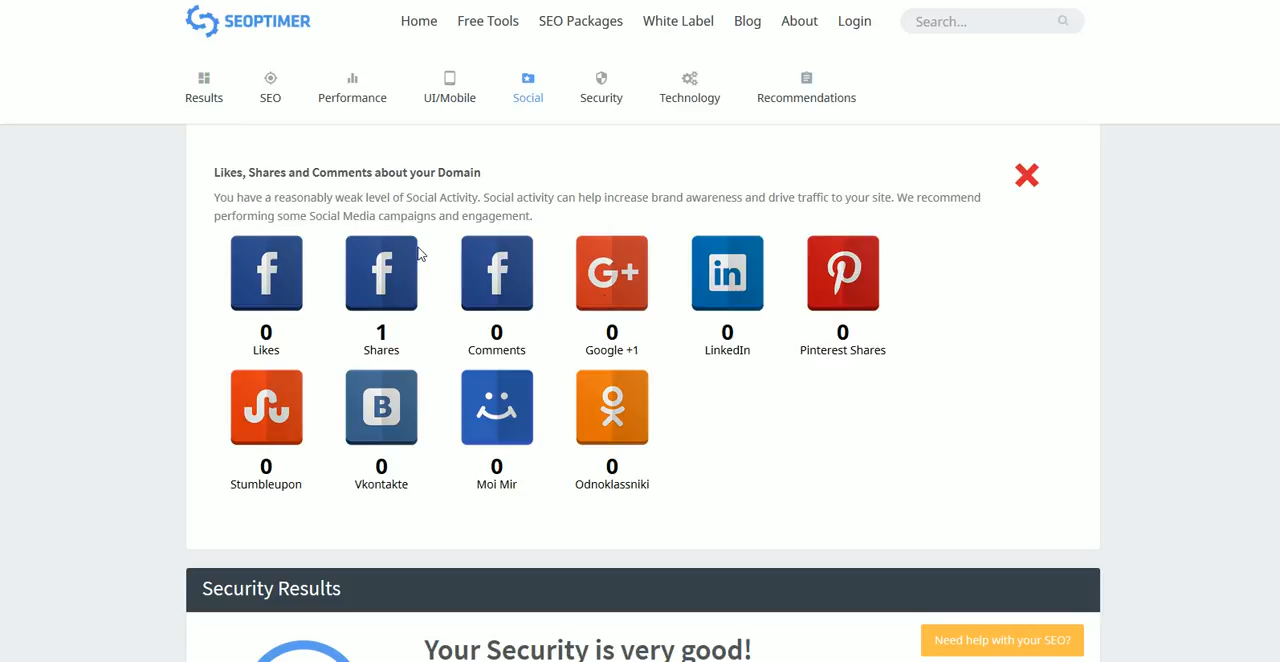 SEOPTIMER
Home Free Tools SEO Packages White Label Blog About Login Search...
Results SEO Performance UI/Mobile Social Security Technology Recommendations
Likes, Shares and Comments about your Domain
You have a reasonably weak level of Social Activity. Social activity can help increase brand awareness and drive traffic to your site. We recommend
performing some Social Media campaigns and engagement.
f f f G+ in P
0 1 0 0 0 0
Likes Shares Comments Google +1 LinkedIn Pinterest Shares
B
0 0 0 0
Stumbleupon Vkontakte Moi Mir Odnoklassniki
Security Results
Your Security is very good!
Need help with your SEO?